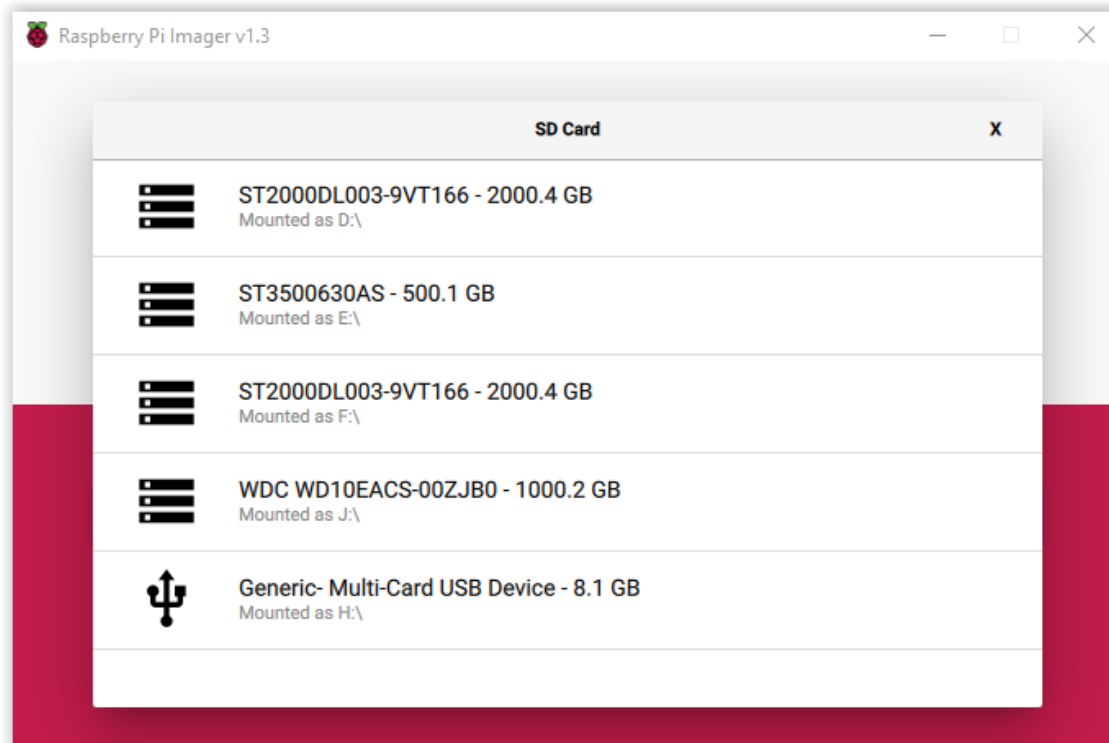 Raspberry Pi Imager v1.3
SD Card X
ST2000DL003-9VT166 - 2000.4 GB
Mounted as D:\
ST3500630AS - 500.1 GB
Mounted as E:\
ST2000DL003-9VT166 - 2000.4 GB
Mounted as F:\
WDC WD10EACS-00ZJB0 - 1000.2 GB
Mounted as J:\
Generic- Multi-Card USB Device - 8.1 GB
Mounted as H:\